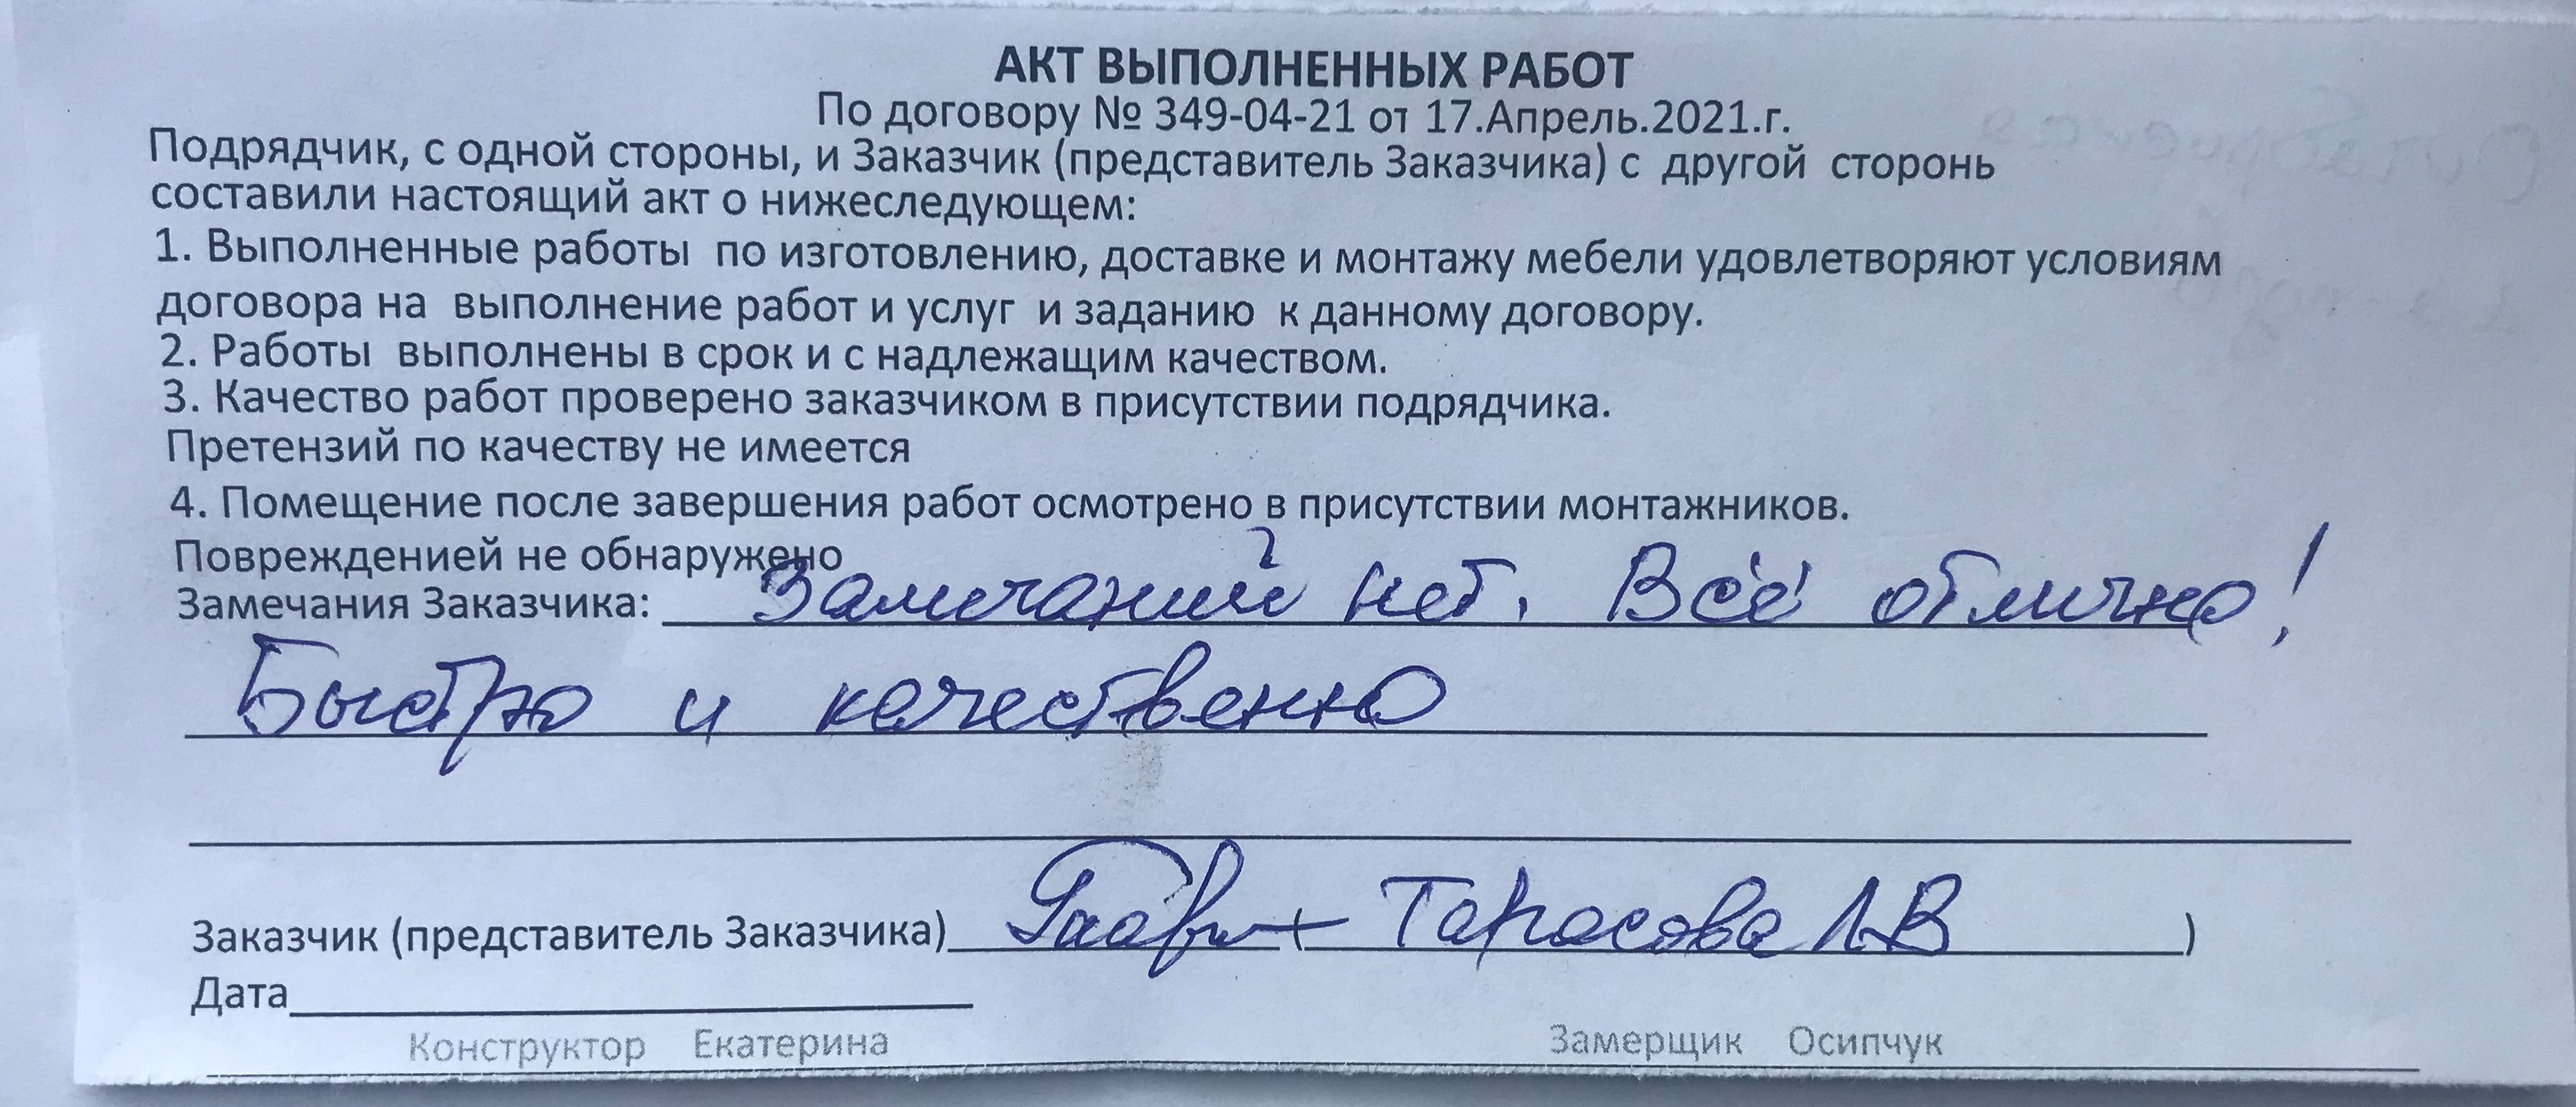 АКТ ВЫПОЛНЕННЫХ РАБОТ
По договору № 349-04-21 от 17.Апрель.2021.г.
Подрядчик, с одной стороны, и Заказчик (представитель Заказчика) с другой сторонь
составили настоящий акт о нижеследующем:
1. Выполненные работы по изготовлению, доставке и монтажу мебели удовлетворяют условиям
договора на выполнение работ и услуг и заданию к данному договору.
2. Работы выполнены в срок и с надлежащим качеством.
3. Качество работ проверено заказчиком в присутствии подрядчика.
Претензий по качеству не имеется
4. Помещение после завершения работ осмотрено в присутствии монтажников.
Поврежденией не обнаружено
Замечания Заказчика: Замечаний нет. Всё отлично!
Быстро и качественно
Заказчик (представитель Заказчика) ( Тарасова Л В )
Дата
Конструктор Екатерина Замерщик Осипчук